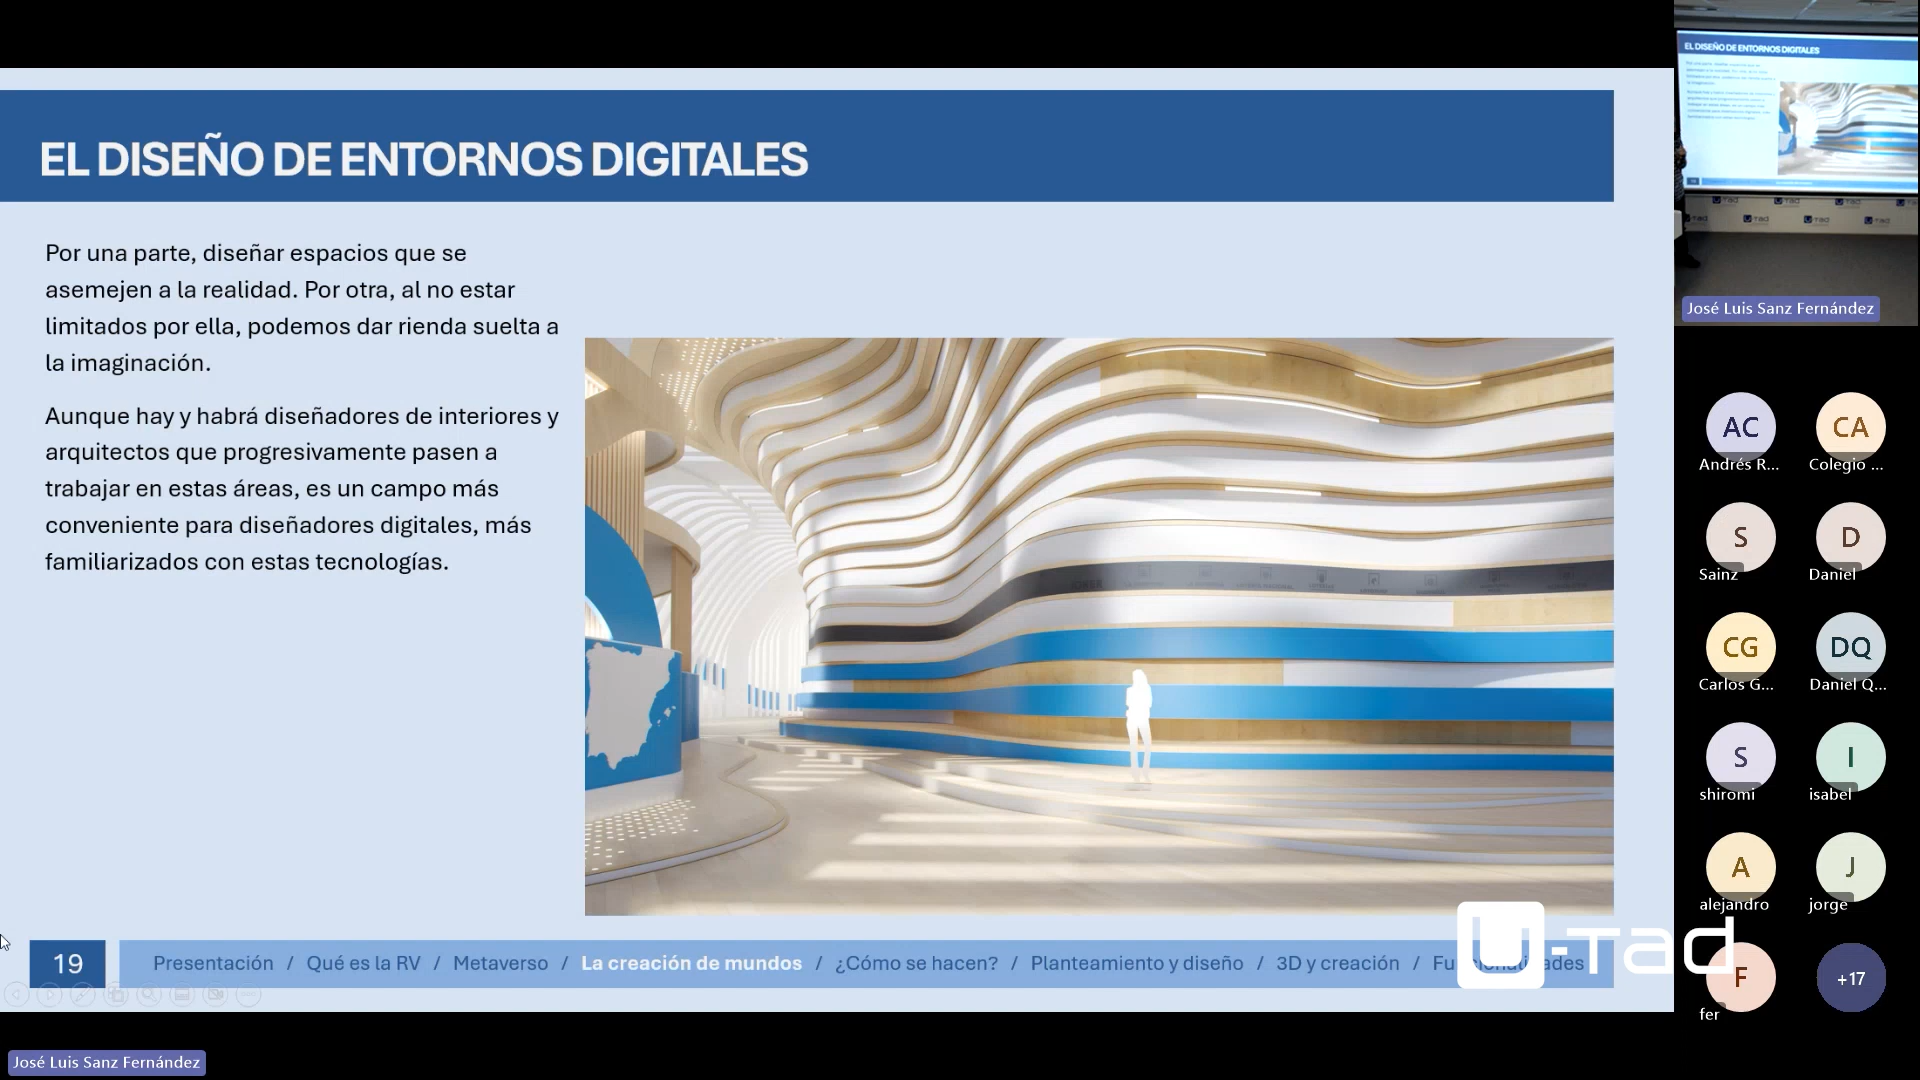 EL DISEÑO DE ENTORNOS DIGITALES
Por una parte, diseñar espacios que se
asemejen a la realidad. Por otra, al no estar
limitados por ella, podemos dar rienda suelta a
la imaginación.
Aunque hay y habrá diseñadores de interiores y
arquitectos que progresivamente pasen a
trabajar en estas áreas, es un campo más
conveniente para diseñadores digitales, más
familiarizados con estas tecnologías.
19
Presentación / Qué es la RV / Metaverso / La creación de mundos / ¿Cómo se hacen? / Planteamiento y diseño / 3D y creación /
U-Tad
José Luis Sanz Fernández
EL DISEÑO DE ENTORNOS DIGITALES
José Luis Sanz Fernández
AC CA
Andrés R... Colegio ...
S D
Sainz Daniel
CG DQ
Carlos G... Daniel Q...
S I
shiromi isabel
A J
alejandro jorge
F +17
fer